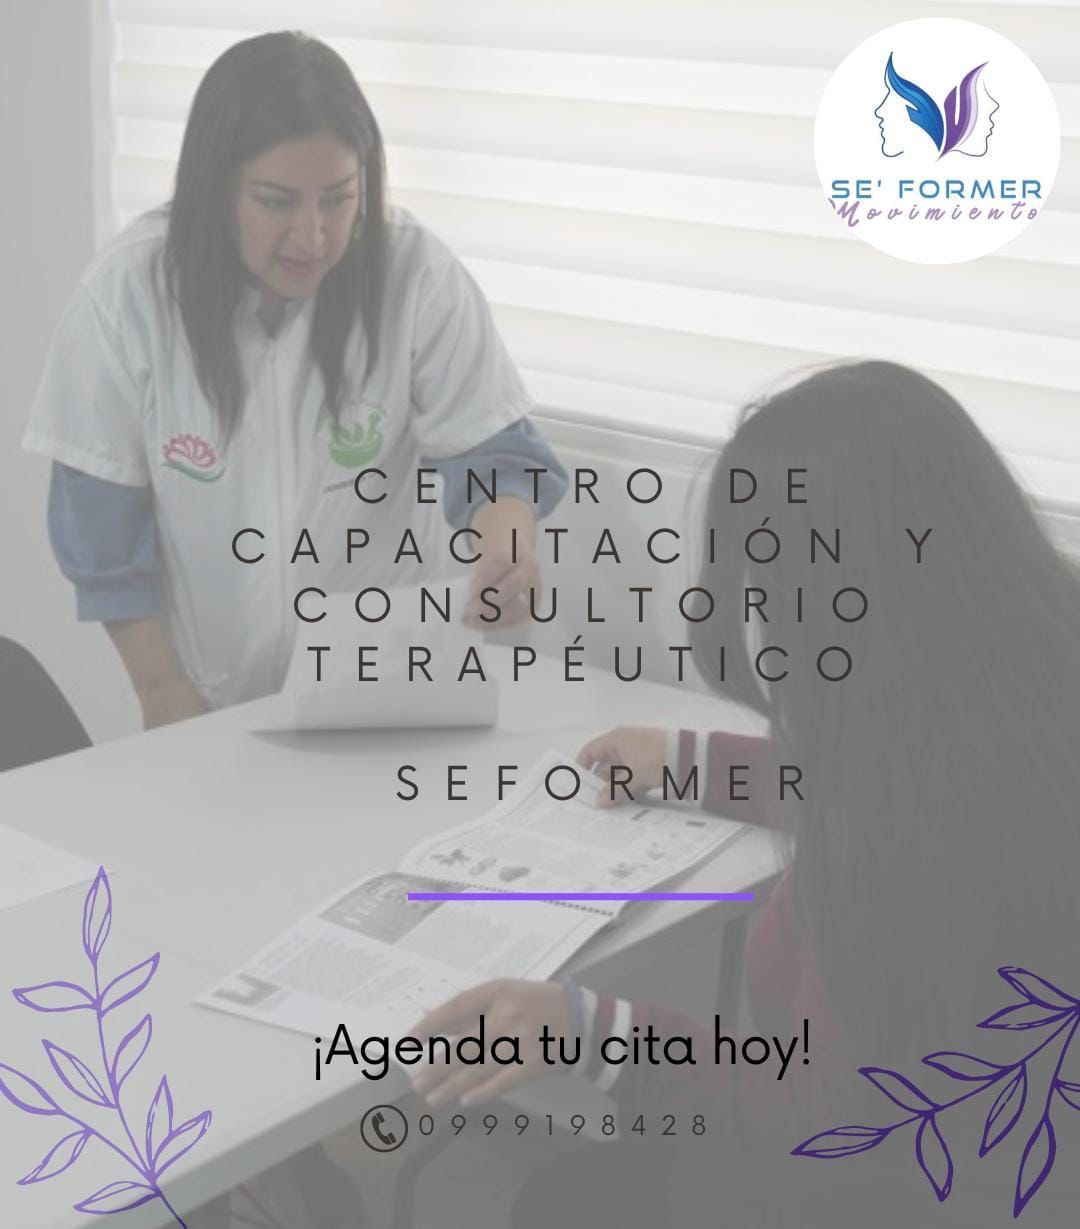 SE' FORMER
Movimiento
CENTRO DE
CAPACITACIÓN Y
CONSULTORIO
TERAPÉUTICO
SEFORMER
¡Agenda tu cita hoy!
0999198428